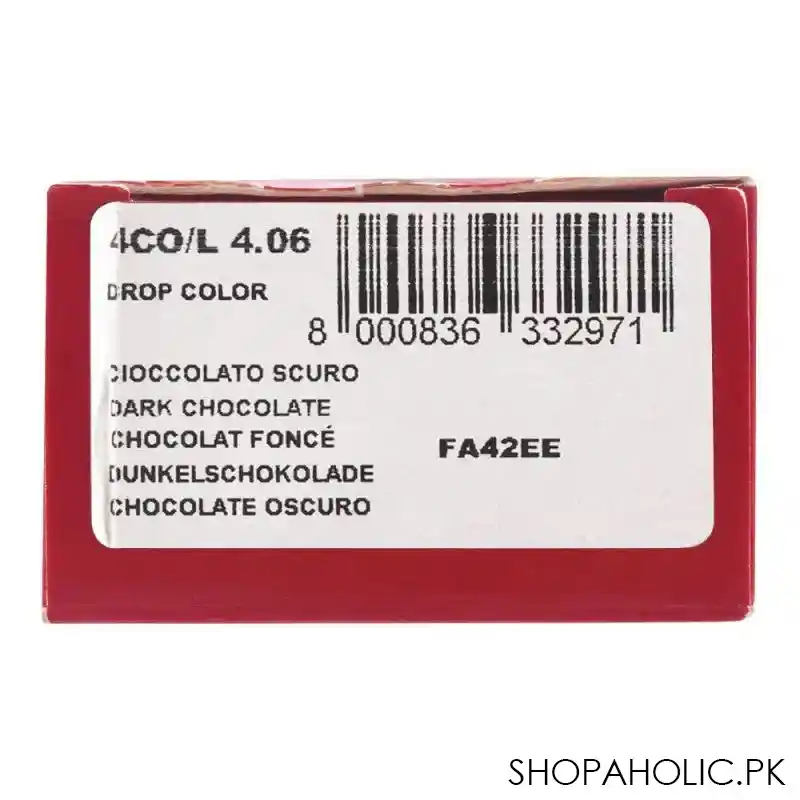 4CO/L 4.06
DROP COLOR
8 000836 332971
CIOCCOLATO SCURO
DARK CHOCOLATE
CHOCOLAT FONCÉ
DUNKELSCHOKOLADE
CHOCOLATE OSCURO
FA42EE
SHOPAHOLIC.PK